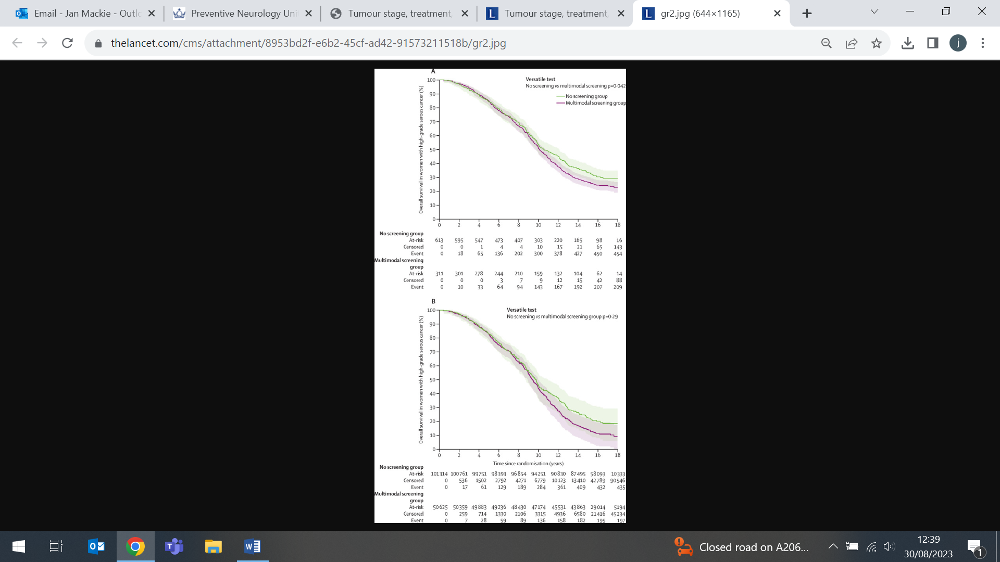 Email - Jan Mackie - Outlo
Preventive Neurology Uni
Tumour stage, treatment,
Tumour stage, treatment,
gr2.jpg (644×1165)
thelancet.com/cms/attachment/8953bd2f-e6b2-45cf-ad42-91573211518b/gr2.jpg
j
A
Versatile test
No screening vs multimodal screening p=0·042
No screening group
Multimodal screening group
Overall survival in women with high-grade serous cancer (%)
100
90
80
70
60
50
40
30
20
10
0
0 2 4 6 8 10 12 14 16 18
No screening group
At-risk 613 595 547 473 407 303 220 165 98 16
Censored 0 0 1 4 4 10 15 21 65 143
Event 0 18 65 136 202 300 378 427 450 454
Multimodal screening
group
At-risk 311 301 278 244 210 159 132 104 62 14
Censored 0 0 0 3 7 9 12 15 42 88
Event 0 10 33 64 94 143 167 192 207 209
B
Versatile test
No screening vs multimodal screening group p=0·29
Overall survival in women with high-grade serous cancer (%)
100
90
80
70
60
50
40
30
20
10
0
0 2 4 6 8 10 12 14 16 18
Time since randomisation (years)
No screening group
At-risk 101314 100761 99751 98393 96854 94251 90830 87495 58093 10333
Censored 0 536 1502 2792 4271 6779 10123 13410 42789 90546
Event 0 17 61 129 189 284 361 409 432 435
Multimodal screening
group
At-risk 50625 50359 49883 49236 48430 47174 45531 43863 29014 5194
Censored 0 259 714 1330 2106 3315 4936 6580 21416 45234
Event 0 7 28 59 89 136 158 182 195 197
Closed road on A206...
12:39
30/08/2023
1